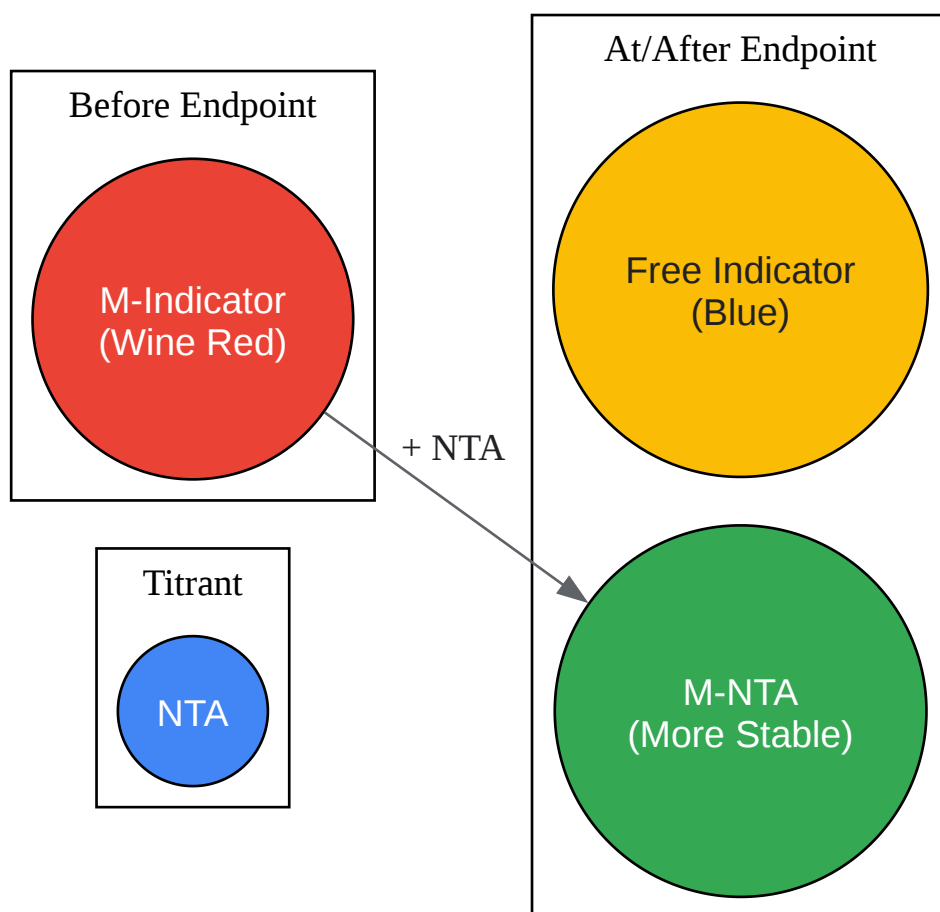 Before Endpoint
M-Indicator
(Wine Red)
+ NTA
Titrant
NTA
At/After Endpoint
Free Indicator
(Blue)
M-NTA
(More Stable)